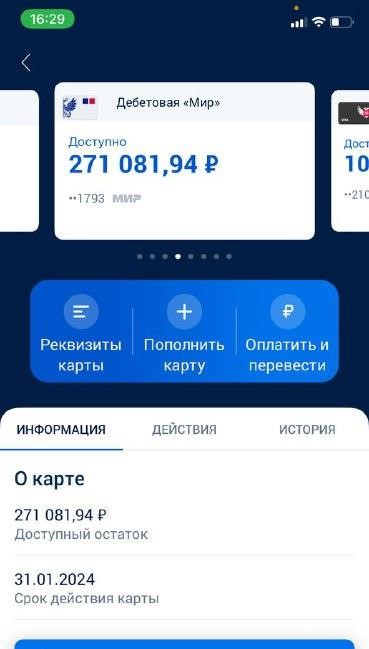 16:29
Дебетовая «Мир»
Доступно
271 081,94 ₽
··1793 МИР
VISA
Дост
10
··210
Реквизиты карты
Пополнить карту
Оплатить и перевести
ИНФОРМАЦИЯ ДЕЙСТВИЯ ИСТОРИЯ
О карте
271 081,94 ₽
Доступный остаток
31.01.2024
Срок действия карты